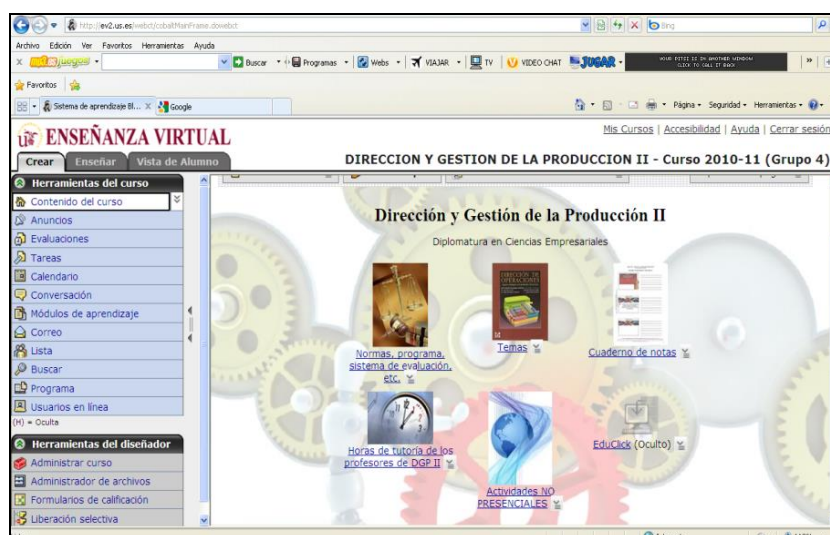 http://ev2.us.es/webct/cobaltMainFrame.dowebct
Bing
Archivo Edición Ver Favoritos Herramientas Ayuda
Buscar Programas Webs VIAJAR TV VIDEO CHAT JUGAR
Favoritos
Sistema de aprendizaje Bl... Google
Página Seguridad Herramientas
ENSEÑANZA VIRTUAL
Mis Cursos | Accesibilidad | Ayuda | Cerrar sesión
Crear Enseñar Vista de Alumno
DIRECCION Y GESTION DE LA PRODUCCION II - Curso 2010-11 (Grupo 4)
Herramientas del curso
Contenido del curso
Anuncios
Evaluaciones
Tareas
Calendario
Conversación
Módulos de aprendizaje
Correo
Lista
Buscar
Programa
Usuarios en línea
(H) = Oculta
Herramientas del diseñador
Administrar curso
Administrador de archivos
Formularios de calificación
Liberación selectiva
Dirección y Gestión de la Producción II
Diplomatura en Ciencias Empresariales
DIRECCIÓN DE
OPERACIONES
Normas, programa,
sistema de evaluación,
etc.
Temas
Cuaderno de notas
Horas de tutoría de los
profesores de DGP II
Actividades NO
PRESENCIALES
EduClick (Oculto)